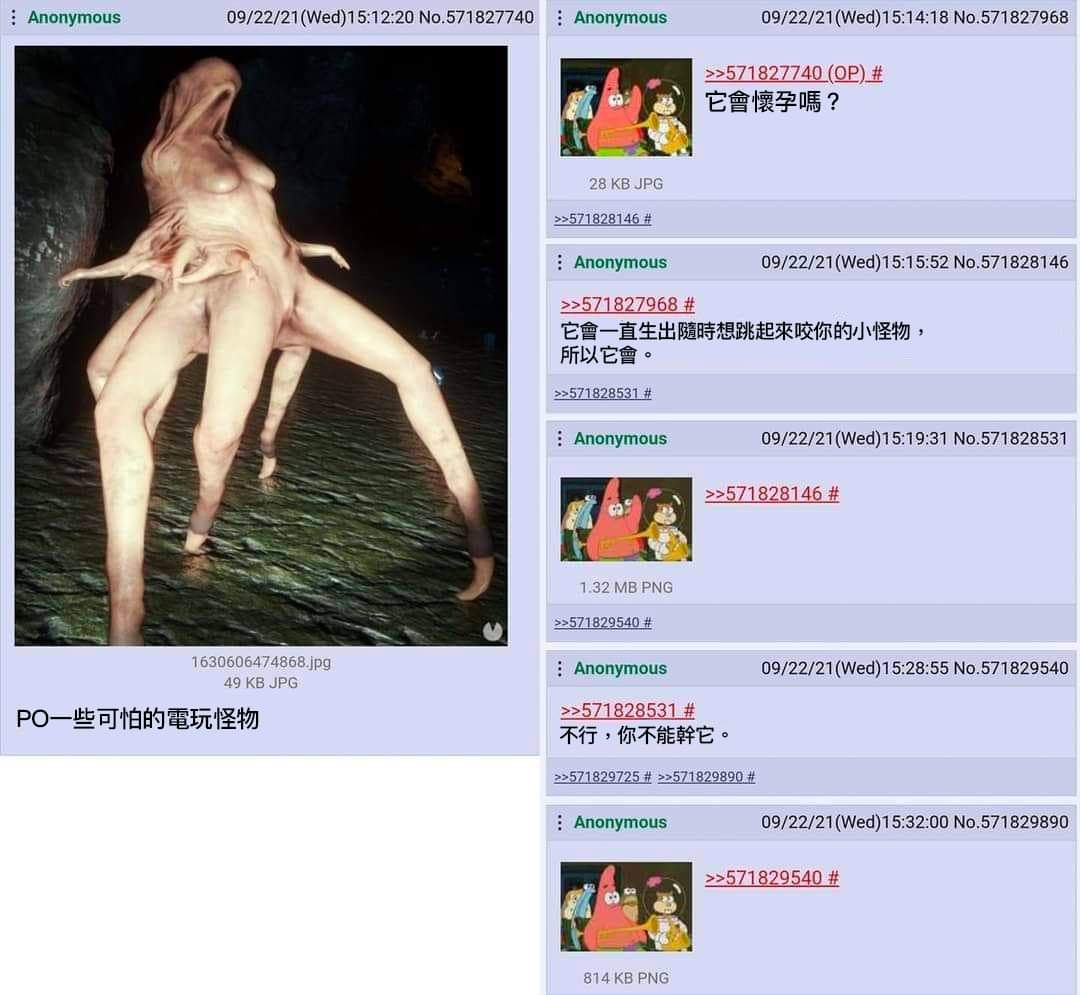 Anonymous 09/22/21(Wed)15:12:20 No.571827740
1630606474868.jpg
49 KB JPG
PO一些可怕的電玩怪物
Anonymous 09/22/21(Wed)15:14:18 No.571827968
>>571827740 (OP) #
它會懷孕嗎？
28 KB JPG
>>571828146 #
Anonymous 09/22/21(Wed)15:15:52 No.571828146
>>571827968 #
它會一直生出隨時想跳起來咬你的小怪物，
所以它會。
>>571828531 #
Anonymous 09/22/21(Wed)15:19:31 No.571828531
>>571828146 #
1.32 MB PNG
>>571829540 #
Anonymous 09/22/21(Wed)15:28:55 No.571829540
>>571828531 #
不行，你不能幹它。
>>571829725 # >>571829890 #
Anonymous 09/22/21(Wed)15:32:00 No.571829890
>>571829540 #
814 KB PNG